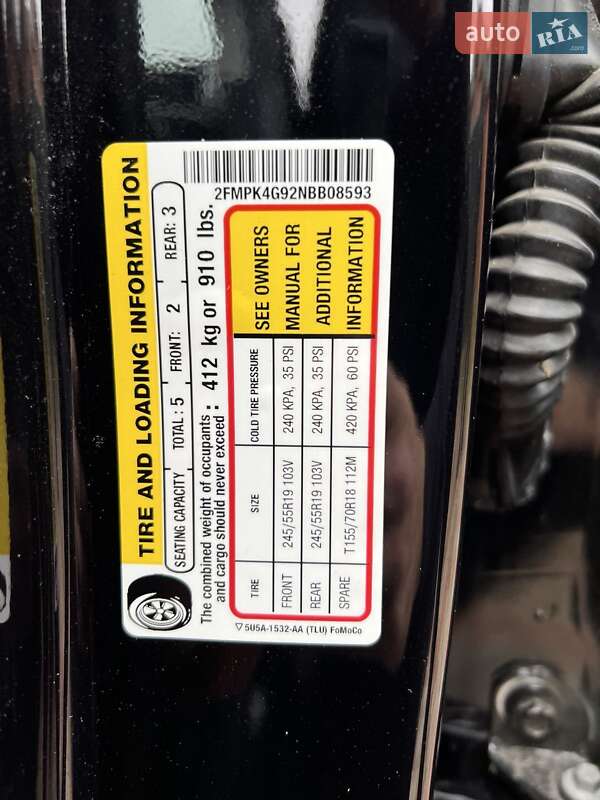 auto RIA.com
2FMPK4G92NBB08593
TIRE AND LOADING INFORMATION
SEATING CAPACITY TOTAL : 5 FRONT: 2 REAR: 3
The combined weight of occupants
and cargo should never exceed : 412 kg or 910 lbs.
TIRE SIZE COLD TIRE PRESSURE SEE OWNERS
FRONT 245/55R19 103V 240 KPA, 35 PSI MANUAL FOR
REAR 245/55R19 103V 240 KPA, 35 PSI ADDITIONAL
SPARE T155/70R18 112M 420 KPA, 60 PSI INFORMATION
▽ 5U5A-1532-AA (TLU) FoMoCo